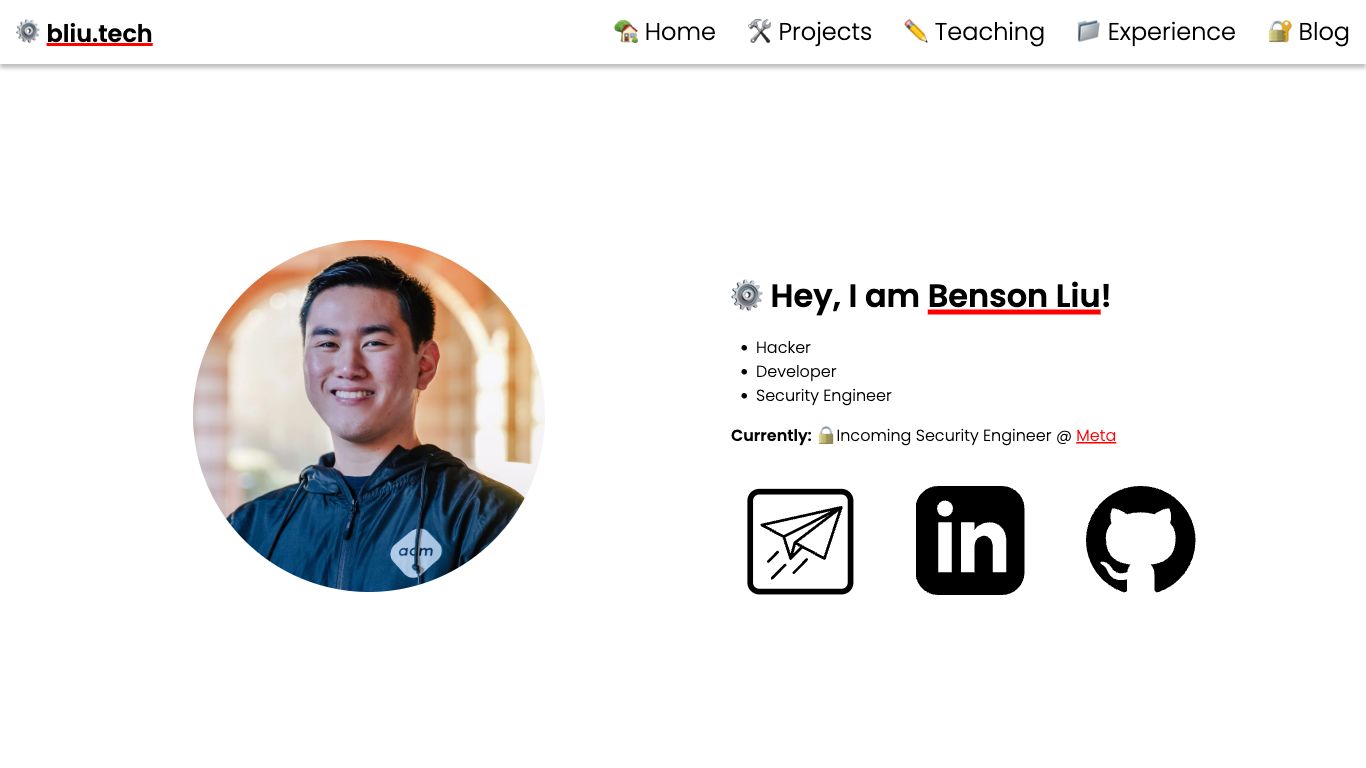 bliu.tech
Home
Projects
Teaching
Experience
Blog
Hey, I am Benson Liu!
Hacker
Developer
Security Engineer
Currently: Incoming Security Engineer @ Meta
acm
in